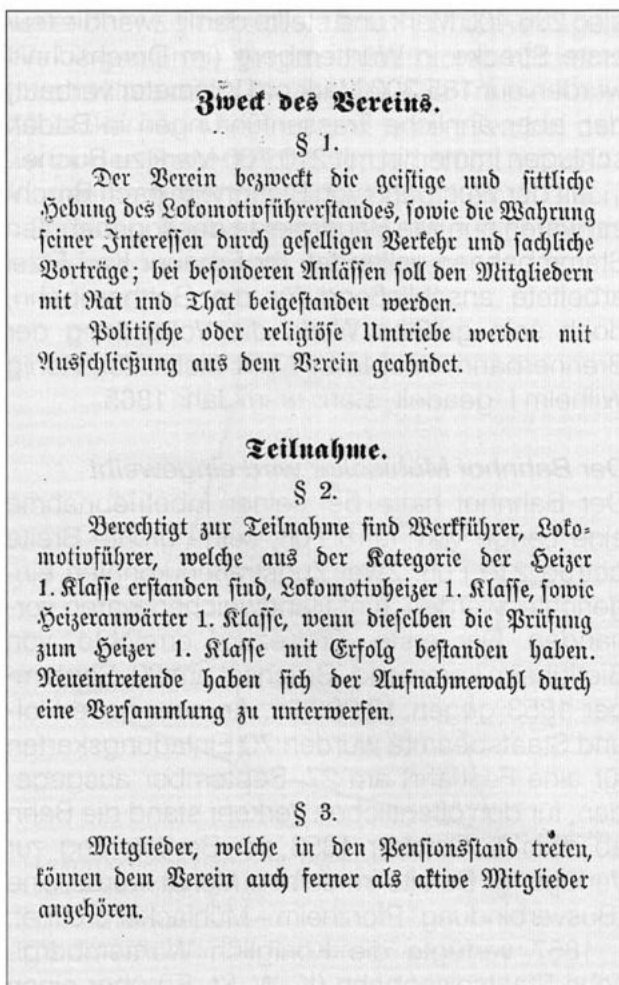 Zweck des Vereins.
§ 1.
Der Verein bezweckt die geistige und sittliche
Hebung des Lokomotivführerstandes, sowie die Wahrung
seiner Interessen durch geselligen Verkehr und sachliche
Vorträge; bei besonderen Anlässen soll den Mitgliedern
mit Rat und That beigestanden werden.
Politische oder religiöse Umtriebe werden mit
Ausschließung aus dem Verein geahndet.
Teilnahme.
§ 2.
Berechtigt zur Teilnahme sind Werkführer, Loko-
motivführer, welche aus der Kategorie der Heizer
1. Klasse erstanden sind, Lokomotivheizer 1. Klasse, sowie
Heizeranwärter 1. Klasse, wenn dieselben die Prüfung
zum Heizer 1. Klasse mit Erfolg bestanden haben.
Neueintretende haben sich der Aufnahmewahl durch
eine Versammlung zu unterwerfen.
§ 3.
Mitglieder, welche in den Pensionsstand treten,
können dem Verein auch ferner als aktive Mitglieder
angehören.